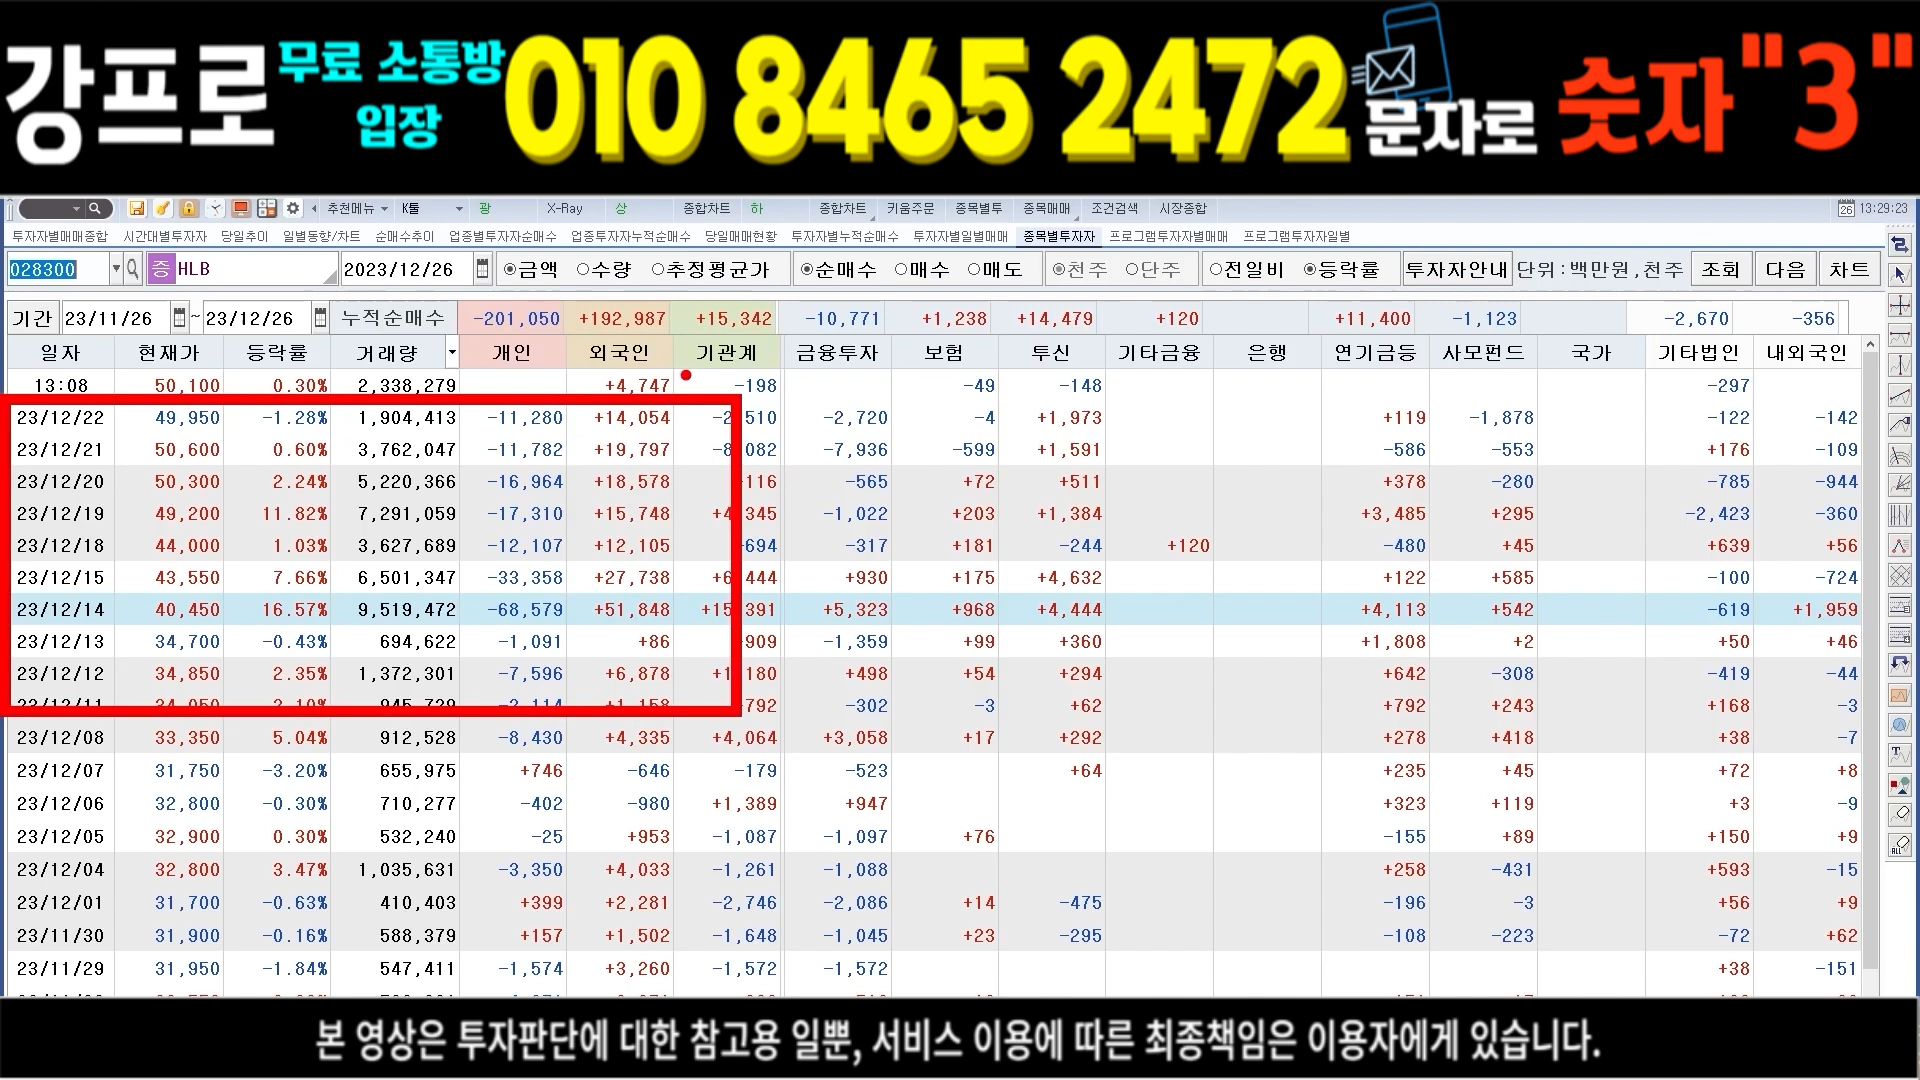 강프로 무료 소통방 입장 010 8465 2472 문자로 숫자"3"
추천메뉴 K톨 광 X-Ray 상 종합차트 하 종합차트 키움주문 종목별투 종목매매 조건검색 시장종합 26 13:29:23
투자자별매매종합 시간대별투자자 당일추이 일별동향/차트 순매수추이 업종별투자자순매수 업종투자자누적순매수 당일매매현황 투자자별누적순매수 투자자별일별매매 종목별투자자 프로그램투자자별매매 프로그램투자자일별
028300 증 HLB 2023/12/26 금액 수량 추정평균가 순매수 매수 매도 천주 단주 전일비 등락률 투자자안내 단위:백만원,천주 조회 다음 차트
기간 23/11/26 ~ 23/12/26 누적순매수 -201,050 +192,987 +15,342 -10,771 +1,238 +14,479 +120 +11,400 -1,123 -2,670 -356
일자 현재가 등락률 거래량 개인 외국인 기관계 금융투자 보험 투신 기타금융 은행 연기금등 사모펀드 국가 기타법인 내외국인
13:08 50,100 0.30% 2,338,279 +4,747 -198 -49 -148 -297
23/12/22 49,950 -1.28% 1,904,413 -11,280 +14,054 -2 510 -2,720 -4 +1,973 +119 -1,878 -122 -142
23/12/21 50,600 0.60% 3,762,047 -11,782 +19,797 -8 082 -7,936 -599 +1,591 -586 -553 +176 -109
23/12/20 50,300 2.24% 5,220,366 -16,964 +18,578 116 -565 +72 +511 +378 -280 -785 -944
23/12/19 49,200 11.82% 7,291,059 -17,310 +15,748 +4 345 -1,022 +203 +1,384 +3,485 +295 -2,423 -360
23/12/18 44,000 1.03% 3,627,689 -12,107 +12,105 694 -317 +181 -244 +120 -480 +45 +639 +56
23/12/15 43,550 7.66% 6,501,347 -33,358 +27,738 +6 444 +930 +175 +4,632 +122 +585 -100 -724
23/12/14 40,450 16.57% 9,519,472 -68,579 +51,848 +15 391 +5,323 +968 +4,444 +4,113 +542 -619 +1,959
23/12/13 34,700 -0.43% 694,622 -1,091 +86 909 -1,359 +99 +360 +1,808 +2 +50 +46
23/12/12 34,850 2.35% 1,372,301 -7,596 +6,878 +1 180 +498 +54 +294 +642 -308 -419 -44
23/12/11 34,050 2.10% 945,729 -2,114 +1,158 792 -302 -3 +62 +792 +243 +168 -3
23/12/08 33,350 5.04% 912,528 -8,430 +4,335 +4,064 +3,058 +17 +292 +278 +418 +38 -7
23/12/07 31,750 -3.20% 655,975 +746 -646 -179 -523 +64 +235 +45 +72 +8
23/12/06 32,800 -0.30% 710,277 -402 -980 +1,389 +947 +323 +119 +3 -9
23/12/05 32,900 0.30% 532,240 -25 +953 -1,087 -1,097 +76 -155 +89 +150 +9
23/12/04 32,800 3.47% 1,035,631 -3,350 +4,033 -1,261 -1,088 +258 -431 +593 -15
23/12/01 31,700 -0.63% 410,403 +399 +2,281 -2,746 -2,086 +14 -475 -196 -3 +56 +9
23/11/30 31,900 -0.16% 588,379 +157 +1,502 -1,648 -1,045 +23 -295 -108 -223 -72 +62
23/11/29 31,950 -1.84% 547,411 -1,574 +3,260 -1,572 -1,572 +38 -151
본 영상은 투자판단에 대한 참고용 일뿐, 서비스 이용에 따른 최종책임은 이용자에게 있습니다.